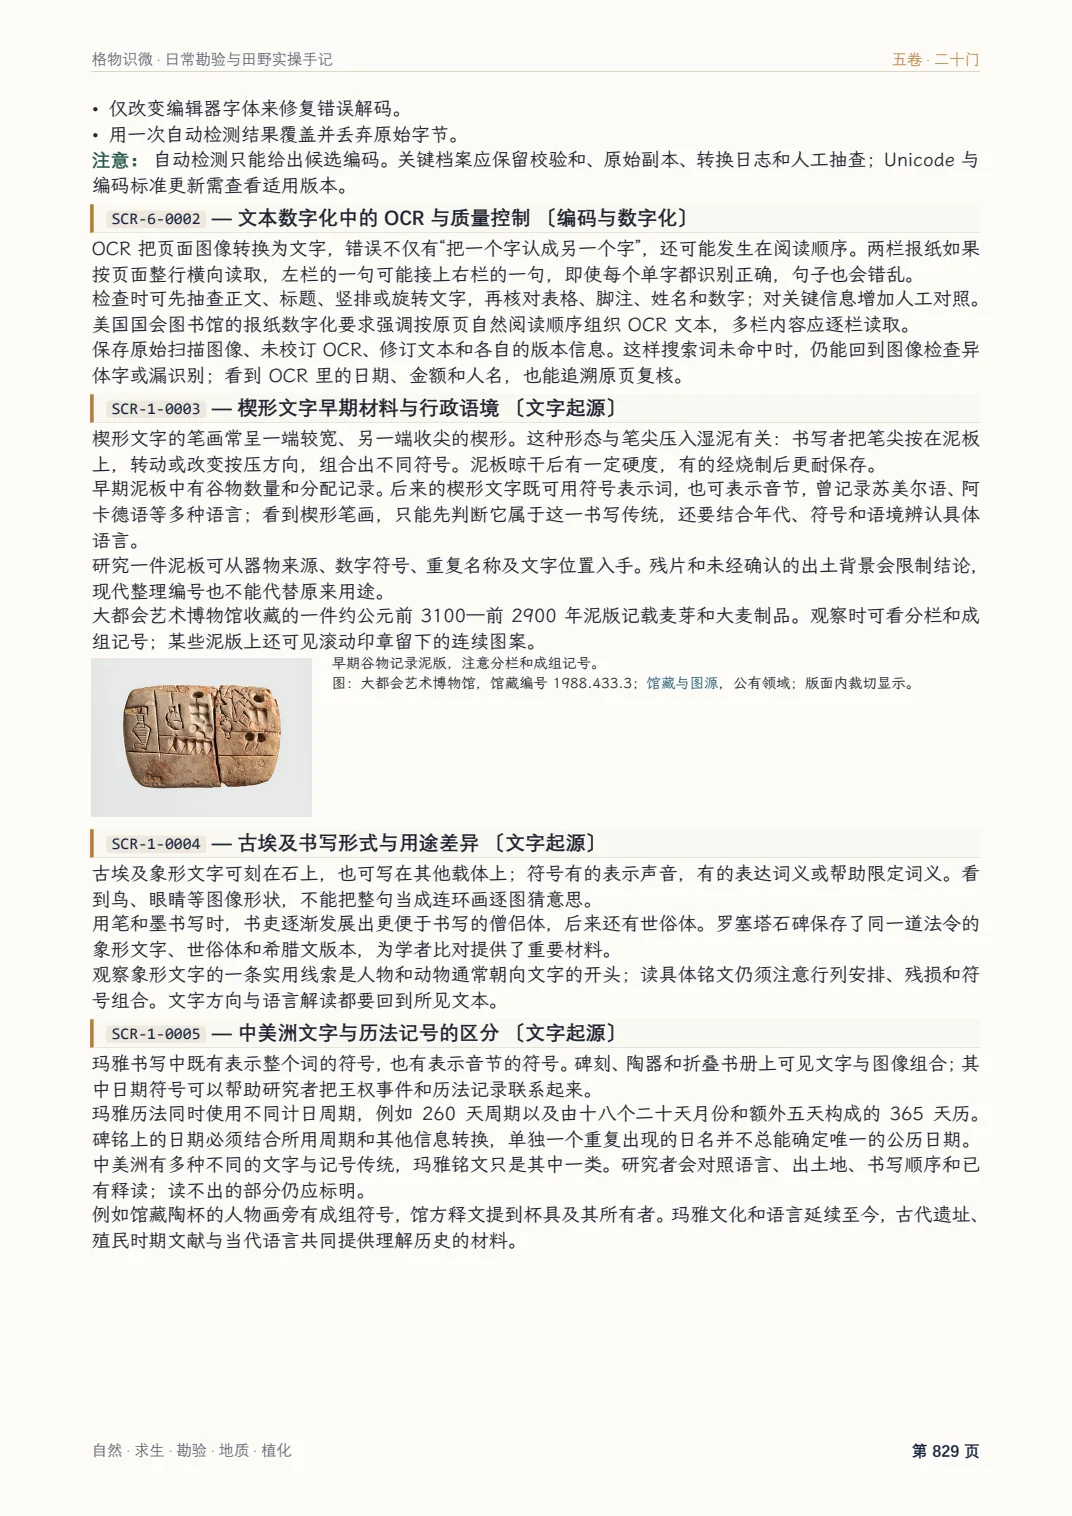 格物识微 · 日常勘验与田野实操手记
五卷 · 二十门
• 仅改变编辑器字体来修复错误解码。
• 用一次自动检测结果覆盖并丢弃原始字节。
注意： 自动检测只能给出候选编码。关键档案应保留校验和、原始副本、转换日志和人工抽查；Unicode 与
编码标准更新需查看适用版本。
SCR-6-0002 — 文本数字化中的 OCR 与质量控制 〔编码与数字化〕
OCR 把页面图像转换为文字，错误不仅有“把一个字认成另一个字”，还可能发生在阅读顺序。两栏报纸如果
按页面整行横向读取，左栏的一句可能接上右栏的一句，即使每个单字都识别正确，句子也会错乱。
检查时可先抽查正文、标题、竖排或旋转文字，再核对表格、脚注、姓名和数字；对关键信息增加人工对照。
美国国会图书馆的报纸数字化要求强调按原页自然阅读顺序组织 OCR 文本，多栏内容应逐栏读取。
保存原始扫描图像、未校订 OCR、修订文本和各自的版本信息。这样搜索词未命中时，仍能回到图像检查异
体字或漏识别；看到 OCR 里的日期、金额和人名，也能追溯原页复核。
SCR-1-0003 — 楔形文字早期材料与行政语境 〔文字起源〕
楔形文字的笔画常呈一端较宽、另一端收尖的楔形。这种形态与笔尖压入湿泥有关：书写者把笔尖按在泥板
上，转动或改变按压方向，组合出不同符号。泥板晾干后有一定硬度，有的经烧制后更耐保存。
早期泥板中有谷物数量和分配记录。后来的楔形文字既可用符号表示词，也可表示音节，曾记录苏美尔语、阿
卡德语等多种语言；看到楔形笔画，只能先判断它属于这一书写传统，还要结合年代、符号和语境辨认具体
语言。
研究一件泥板可从器物来源、数字符号、重复名称及文字位置入手。残片和未经确认的出土背景会限制结论，
现代整理编号也不能代替原来用途。
大都会艺术博物馆收藏的一件约公元前 3100—前 2900 年泥版记载麦芽和大麦制品。观察时可看分栏和成
组记号；某些泥版上还可见滚动印章留下的连续图案。
早期谷物记录泥版，注意分栏和成组记号。
图：大都会艺术博物馆，馆藏编号 1988.433.3；馆藏与图源，公有领域；版面内裁切显示。
SCR-1-0004 — 古埃及书写形式与用途差异 〔文字起源〕
古埃及象形文字可刻在石上，也可写在其他载体上；符号有的表示声音，有的表达词义或帮助限定词义。看
到鸟、眼睛等图像形状，不能把整句当成连环画逐图猜意思。
用笔和墨书写时，书吏逐渐发展出更便于书写的僧侣体，后来还有世俗体。罗塞塔石碑保存了同一道法令的
象形文字、世俗体和希腊文版本，为学者比对提供了重要材料。
观察象形文字的一条实用线索是人物和动物通常朝向文字的开头；读具体铭文仍须注意行列安排、残损和符
号组合。文字方向与语言解读都要回到所见文本。
SCR-1-0005 — 中美洲文字与历法记号的区分 〔文字起源〕
玛雅书写中既有表示整个词的符号，也有表示音节的符号。碑刻、陶器和折叠书册上可见文字与图像组合；其
中日期符号可以帮助研究者把王权事件和历法记录联系起来。
玛雅历法同时使用不同计日周期，例如 260 天周期以及由十八个二十天月份和额外五天构成的 365 天历。
碑铭上的日期必须结合所用周期和其他信息转换，单独一个重复出现的日名并不总能确定唯一的公历日期。
中美洲有多种不同的文字与记号传统，玛雅铭文只是其中一类。研究者会对照语言、出土地、书写顺序和已
有释读；读不出的部分仍应标明。
例如馆藏陶杯的人物画旁有成组符号，馆方释文提到杯具及其所有者。玛雅文化和语言延续至今，古代遗址、
殖民时期文献与当代语言共同提供理解历史的材料。
自然 · 求生 · 勘验 · 地质 · 植化
第 829 页